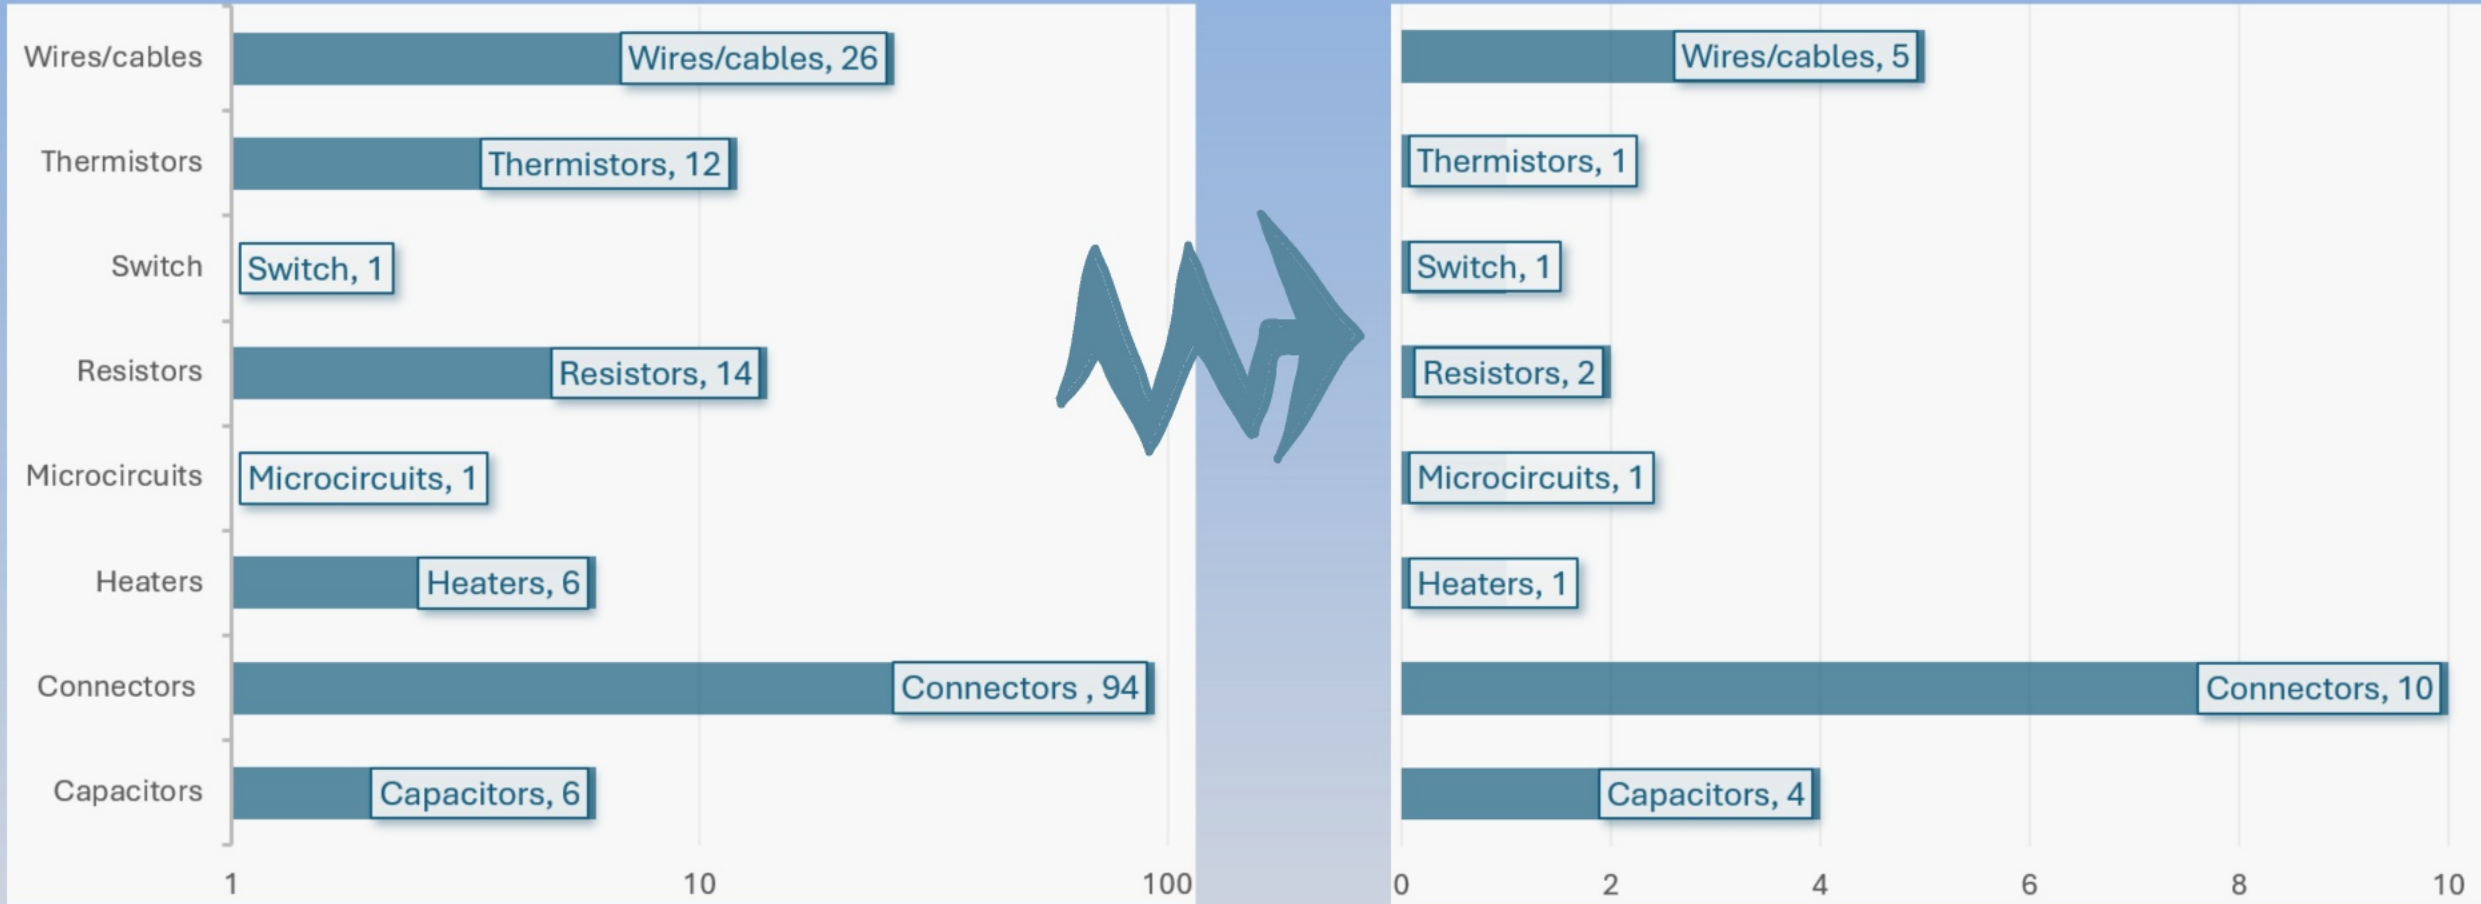 Wires/cables
Wires/cables, 26
Thermistors
Thermistors, 12
Switch
Switch, 1
Resistors
Resistors, 14
Microcircuits
Microcircuits, 1
Heaters
Heaters, 6
Connectors
Connectors , 94
Capacitors
Capacitors, 6
1 10 100
Wires/cables, 5
Thermistors, 1
Switch, 1
Resistors, 2
Microcircuits, 1
Heaters, 1
Connectors, 10
Capacitors, 4
0 2 4 6 8 10